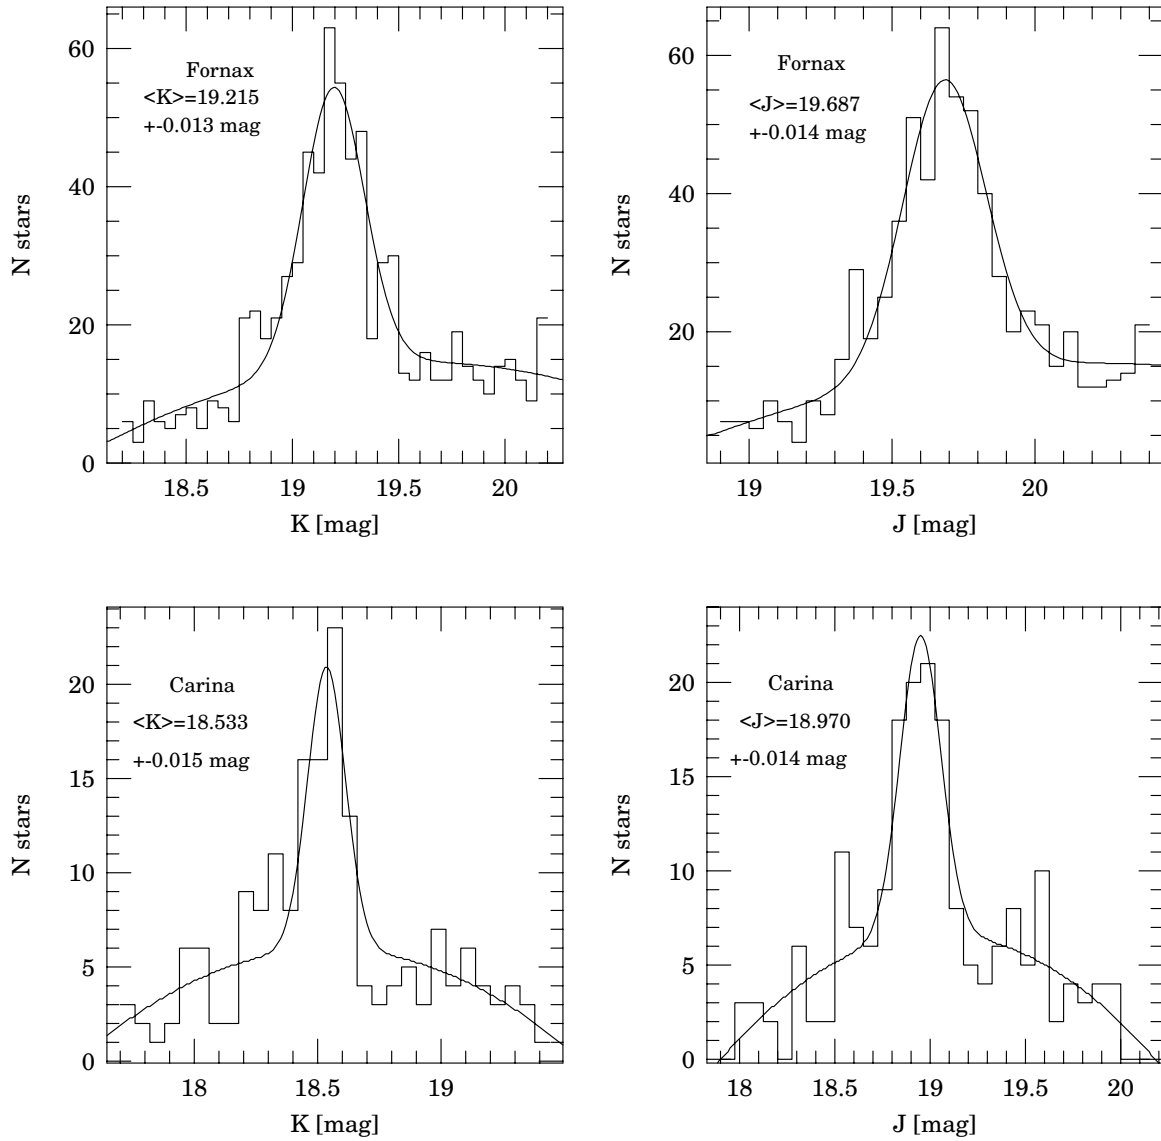 60
40
20
0
N stars
Fornax
<K>=19.215
+-0.013 mag
18.5 19 19.5 20
K [mag]
60
40
20
N stars
Fornax
<J>=19.687
+-0.014 mag
19 19.5 20
J [mag]
20
15
10
5
0
N stars
Carina
<K>=18.533
+-0.015 mag
18 18.5 19
K [mag]
20
15
10
5
0
N stars
Carina
<J>=18.970
+-0.014 mag
18 18.5 19 19.5 20
J [mag]